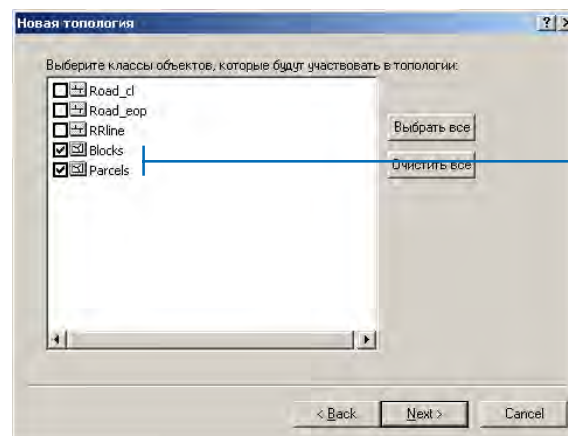 Новая топология
Выберите классы объектов, которые будут участвовать в топологии:
Road_cl
Road_eop
RRline
Blocks
Parcels
Выбрать все
Очистить все
< Back
Next >
Cancel